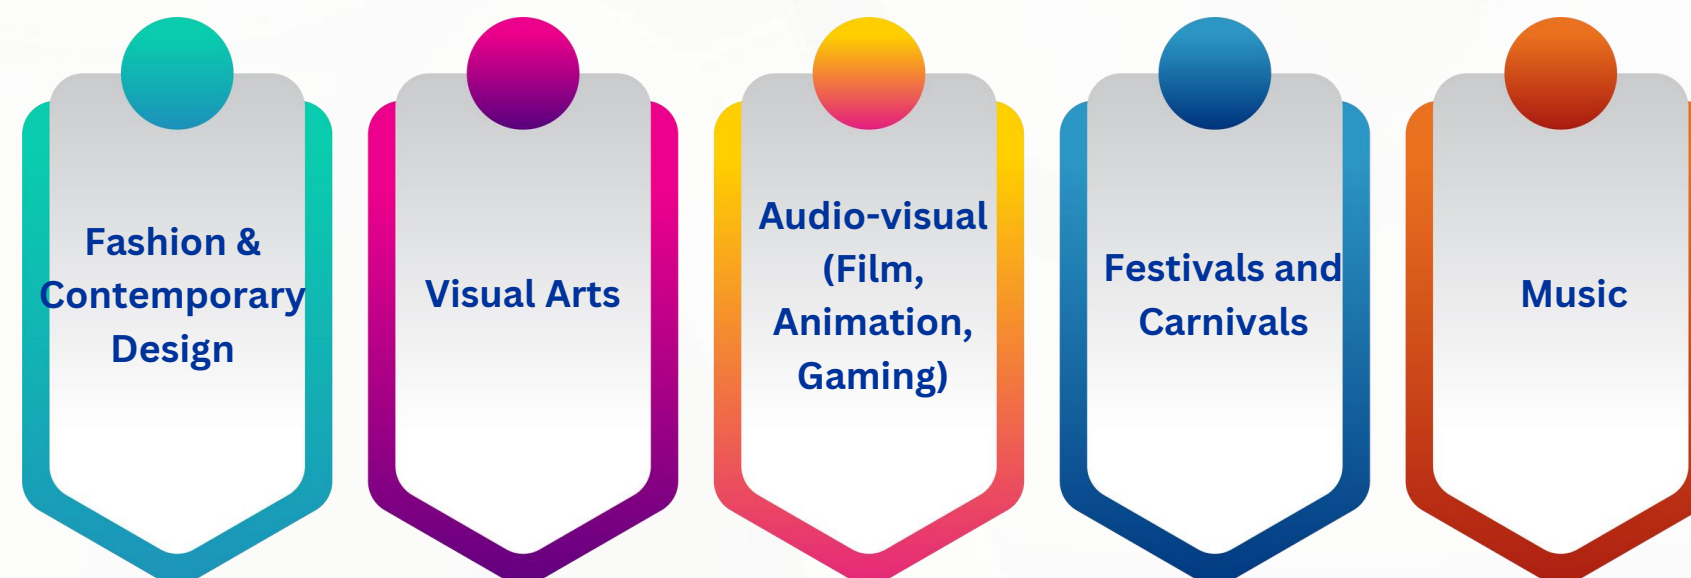 Fashion &
Contemporary
Design
Visual Arts
Audio-visual
(Film,
Animation,
Gaming)
Festivals and
Carnivals
Music